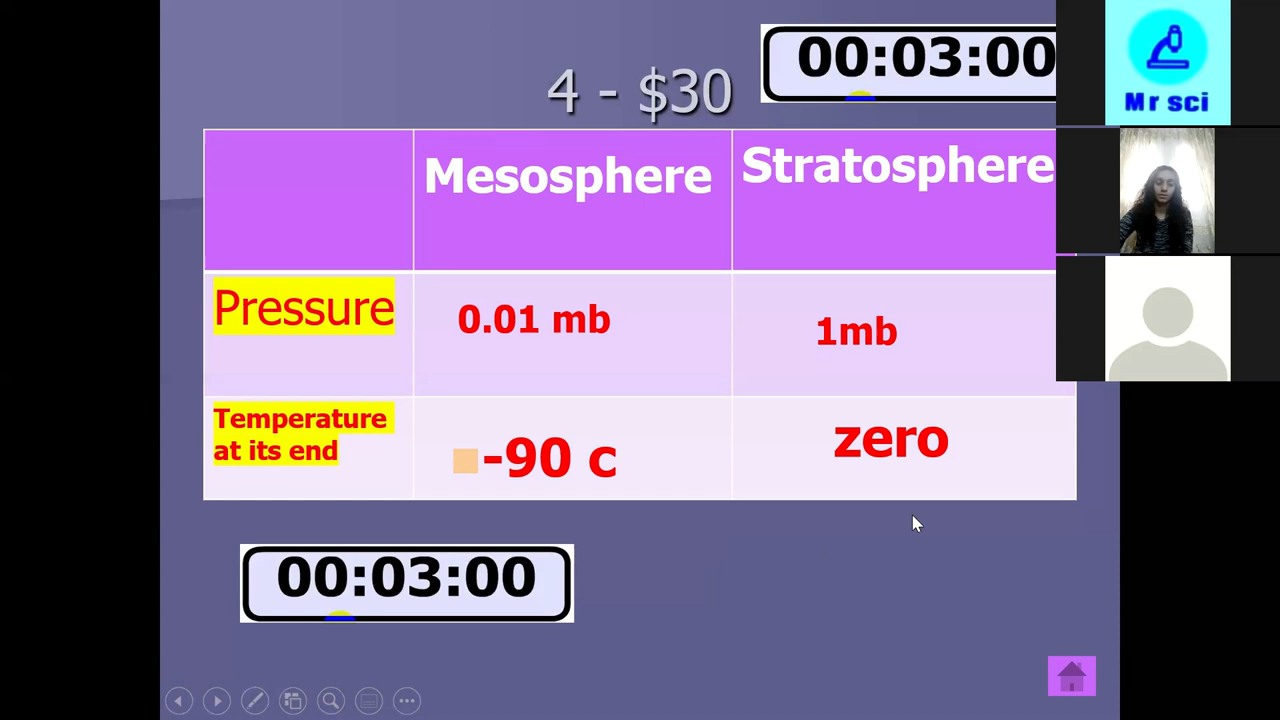 00:03:00
4 - $30
Mr sci
Mesosphere
Stratosphere
Pressure
0.01 mb
1mb
Temperature
at its end
-90 c
zero
00:03:00